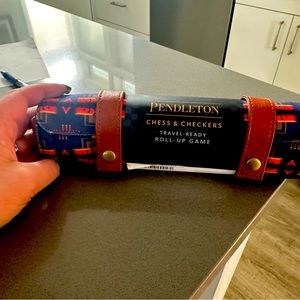 PENDLETON
CHESS & CHECKERS
TRAVEL-READY
ROLL-UP GAME